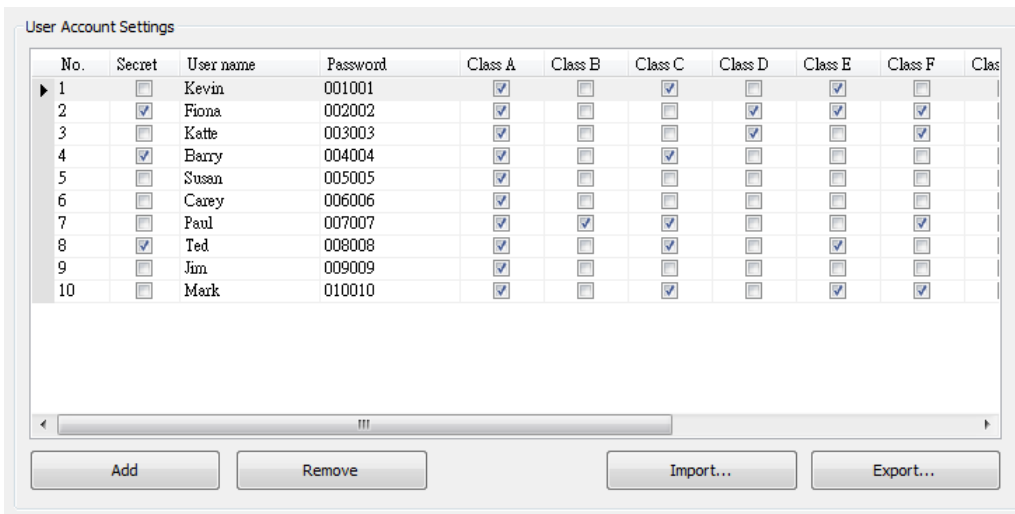 User Account Settings
No. Secret User name Password Class A Class B Class C Class D Class E Class F Clas
1 Kevin 001001
2 Fiona 002002
3 Katte 003003
4 Barry 004004
5 Susan 005005
6 Carey 006006
7 Paul 007007
8 Ted 008008
9 Jim 009009
10 Mark 010010
Add Remove Import... Export...